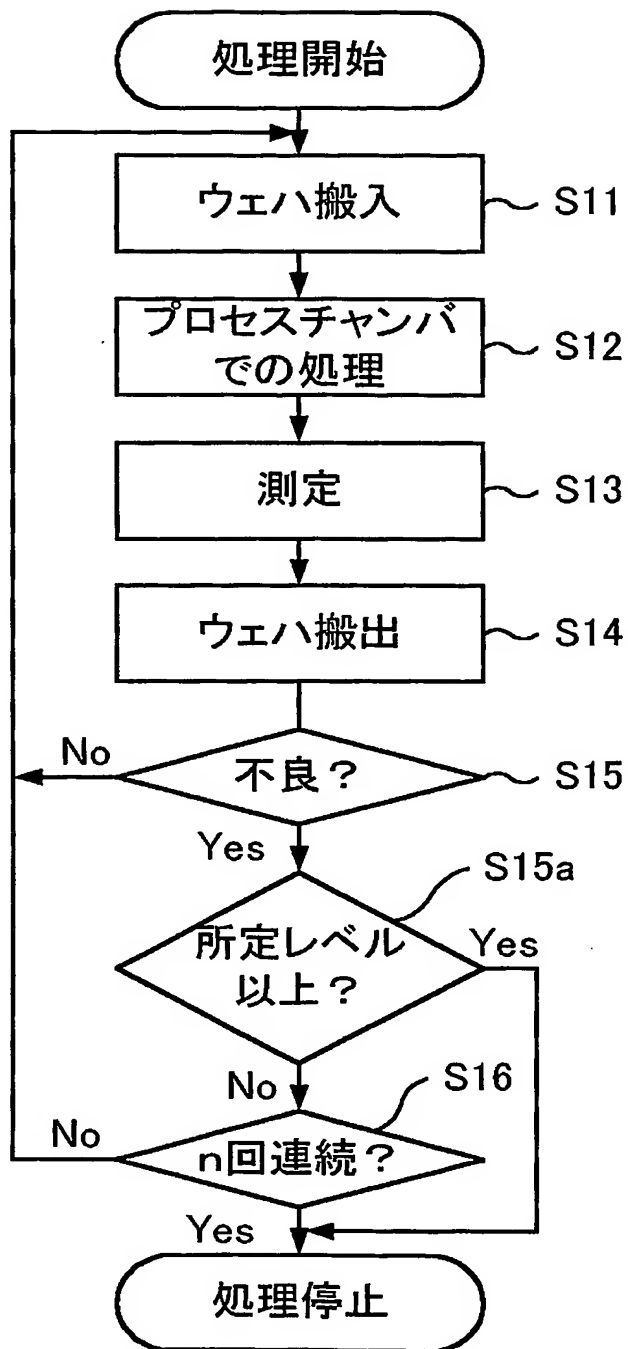 処理開始
ウェハ搬入
S11
プロセスチャンバ
での処理
S12
測定
S13
ウェハ搬出
S14
No
不良？
S15
Yes
S15a
所定レベル
以上？
Yes
No
S16
No
n回連続？
Yes
処理停止